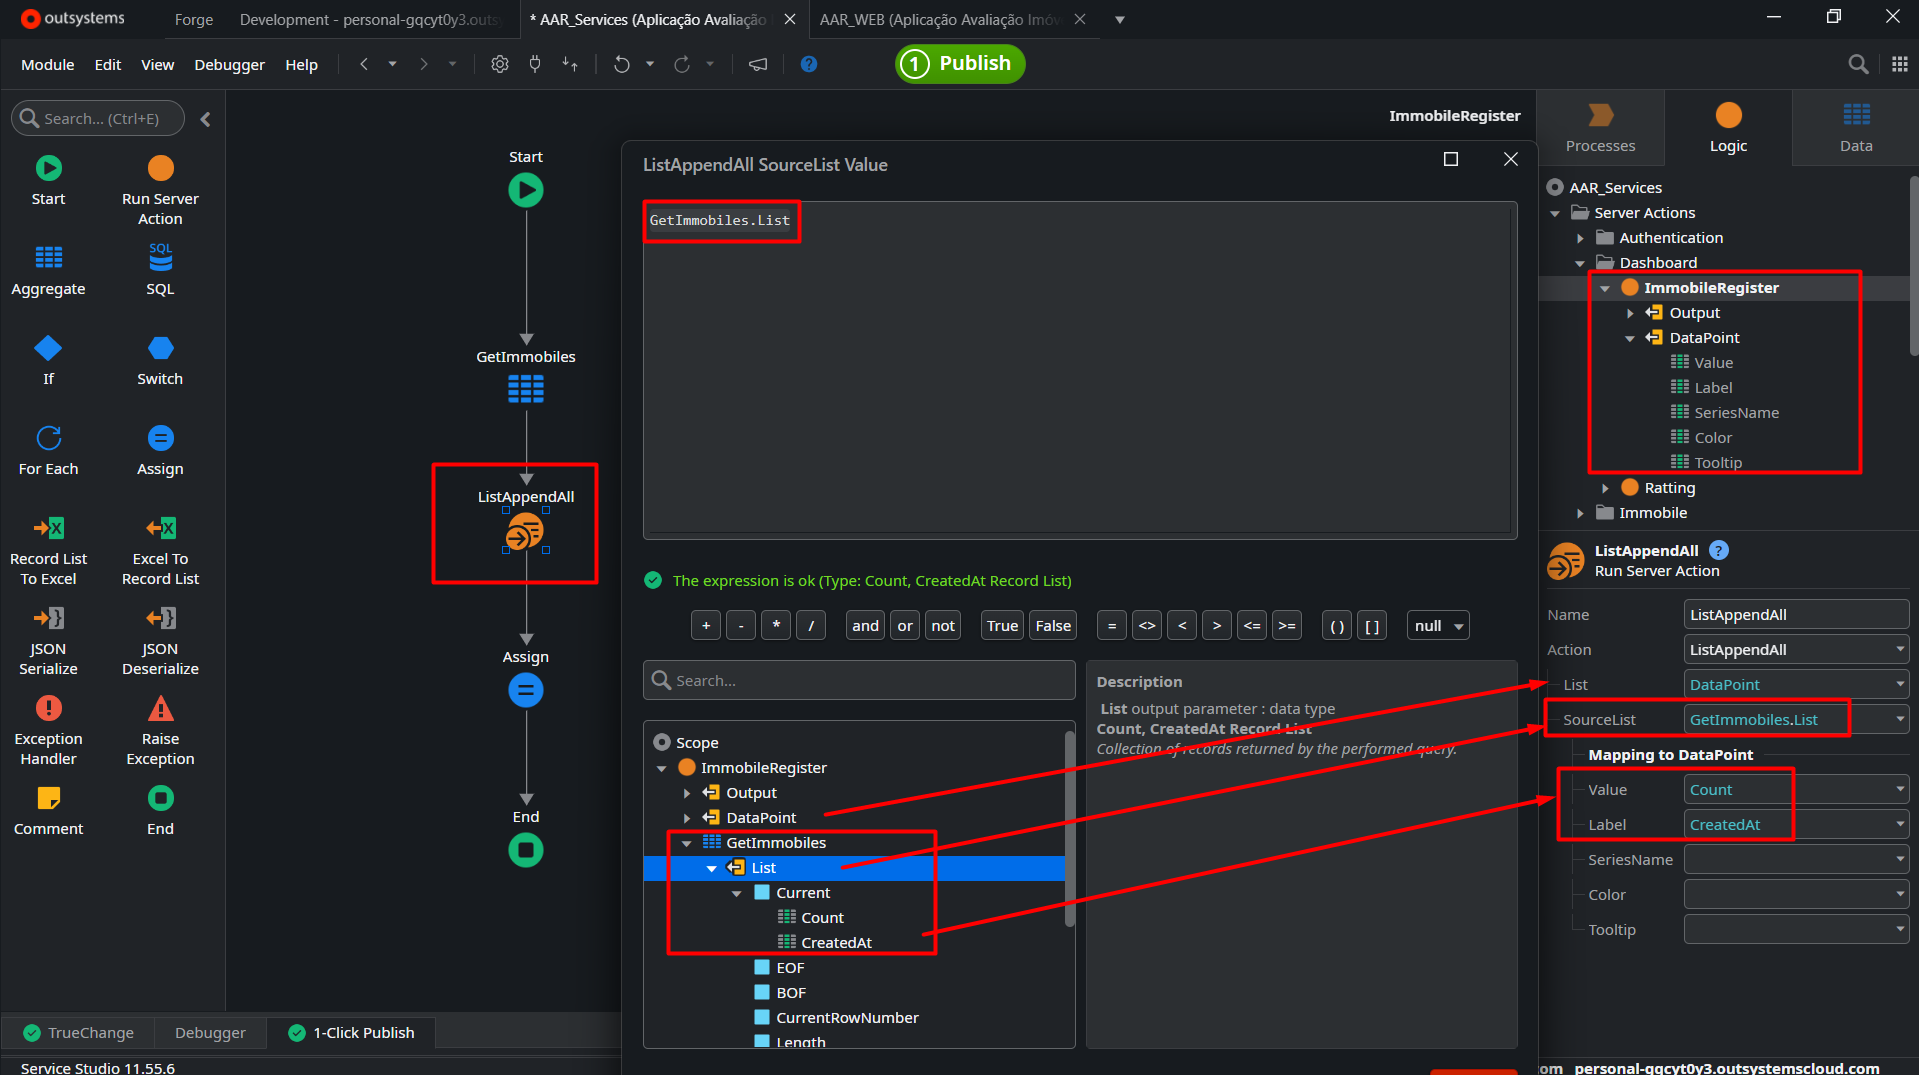 outsystems
Forge
Development - personal-gqcyt0y3.outsy
* AAR_Services (Aplicação Avaliação
AAR_WEB (Aplicação Avaliação Imóv
Module Edit View Debugger Help
1 Publish
Search... (Ctrl+E)
Start
Run Server Action
Aggregate
SQL
SQL
If
Switch
For Each
Assign
Record List To Excel
Excel To Record List
JSON Serialize
JSON Deserialize
Exception Handler
Raise Exception
Comment
End
ImmobileRegister
Start
GetImmobiles
ListAppendAll
Assign
End
ListAppendAll SourceList Value
GetImmobiles.List
The expression is ok (Type: Count, CreatedAt Record List)
+ - * / and or not True False = <> < > <= >= ( ) [ ] null
Search...
Scope
ImmobileRegister
Output
DataPoint
GetImmobiles
List
Current
Count
CreatedAt
EOF
BOF
CurrentRowNumber
Length
Description
List output parameter : data type
Count, CreatedAt Record List
Collection of records returned by the performed query.
Processes
Logic
Data
AAR_Services
Server Actions
Authentication
Dashboard
ImmobileRegister
Output
DataPoint
Value
Label
SeriesName
Color
Tooltip
Ratting
Immobile
ListAppendAll ?
Run Server Action
Name ListAppendAll
Action ListAppendAll
List DataPoint
SourceList GetImmobiles.List
Mapping to DataPoint
Value Count
Label CreatedAt
SeriesName
Color
Tooltip
TrueChange
Debugger
1-Click Publish
Service Studio 11.55.6
om personal-gqcyt0y3.outsystemscloud.com